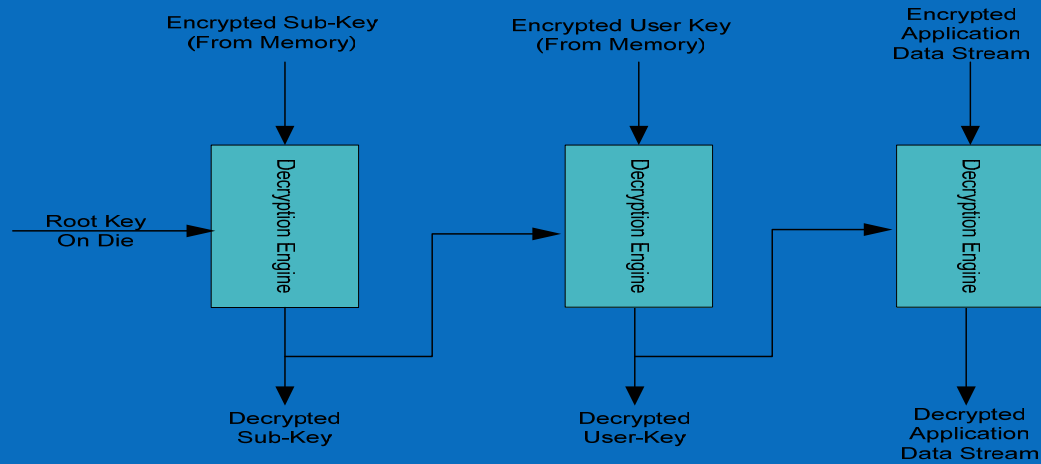 Encrypted Sub-Key
(From Memory)
Encrypted User Key
(From Memory)
Encrypted
Application
Data Stream
Root Key
On Die
Decryption Engine
Decryption Engine
Decryption Engine
Decrypted
Sub-Key
Decrypted
User-Key
Decrypted
Application
Data Stream